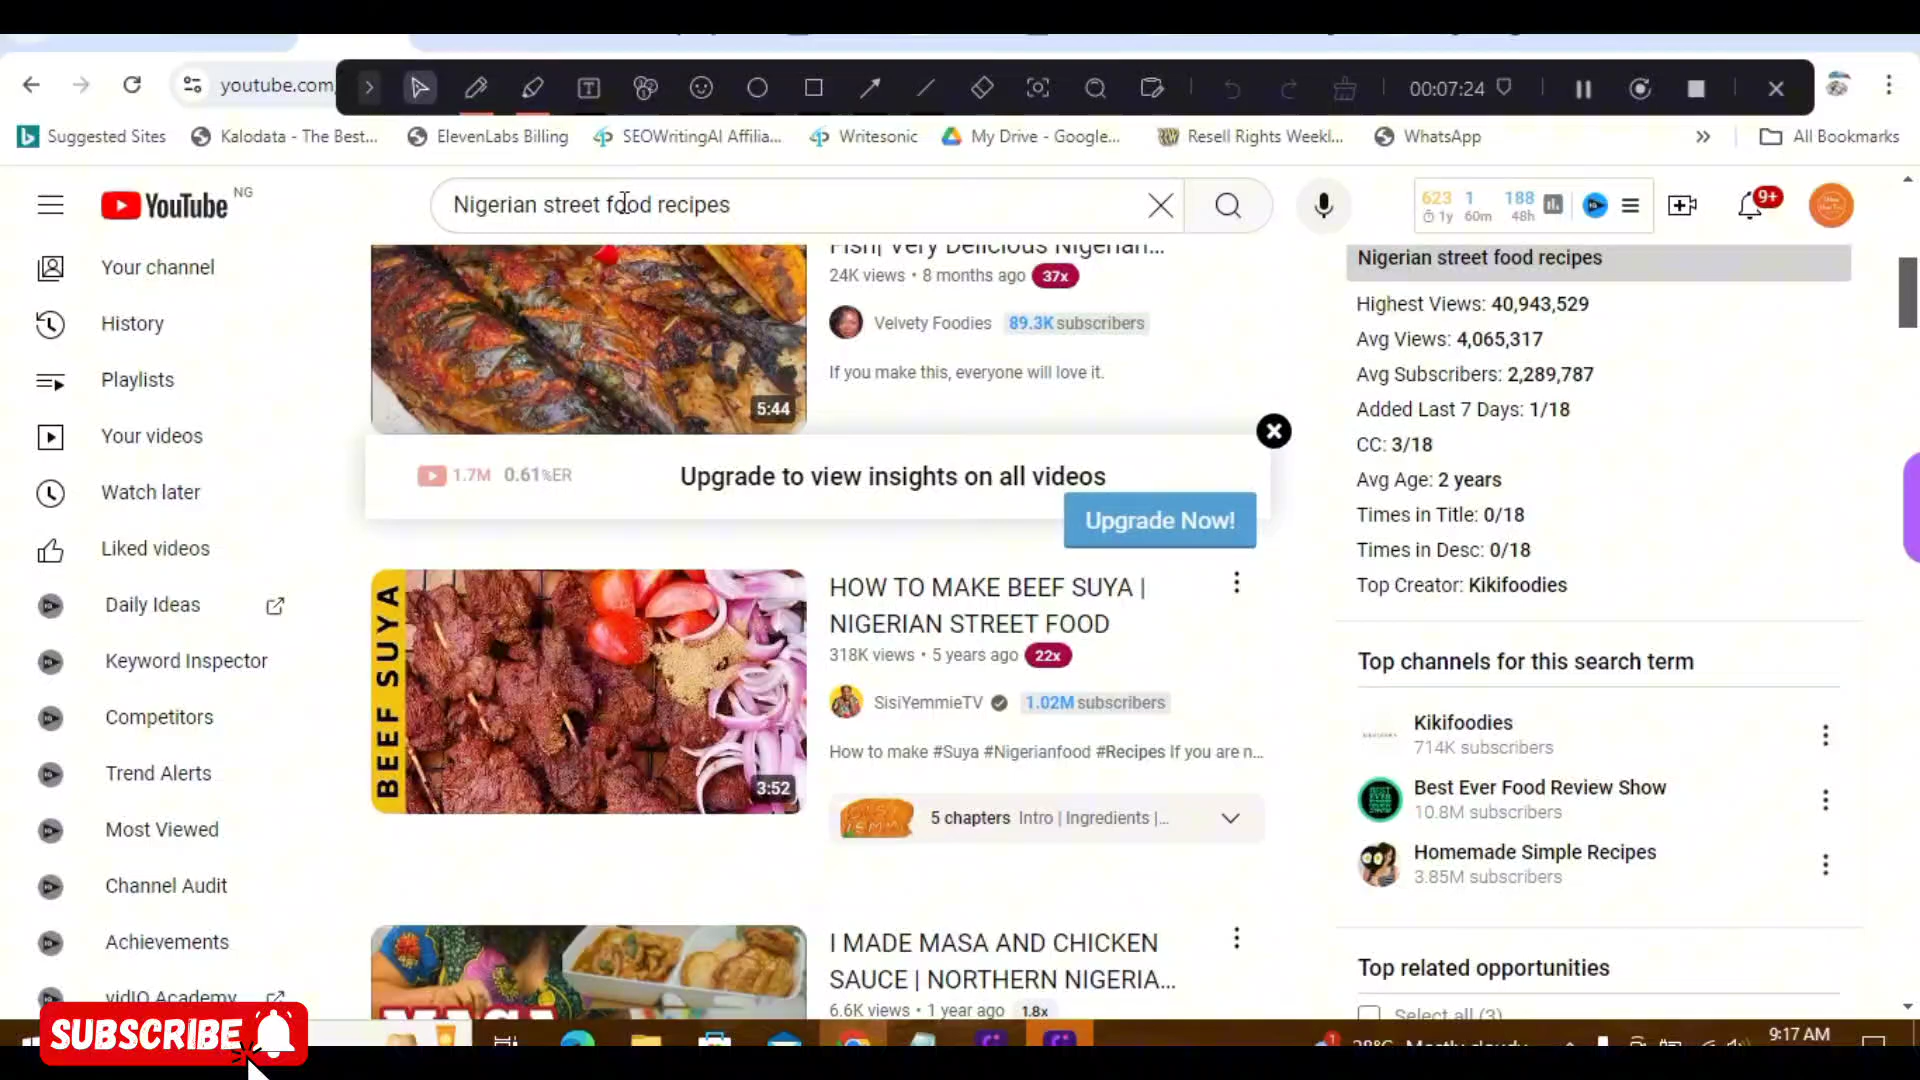 youtube.com
00:07:24
Suggested Sites
Kalodata - The Best...
ElevenLabs Billing
SEOWritingAI Affilia...
Writesonic
My Drive - Google...
Resell Rights Weekl...
WhatsApp
All Bookmarks
YouTube NG
Nigerian street food recipes
623 1 188
1y 60m 48h
9+
Your channel
History
Playlists
Your videos
Watch later
Liked videos
Daily Ideas
Keyword Inspector
Competitors
Trend Alerts
Most Viewed
Channel Audit
Achievements
vidIQ Academy
SUBSCRIBE
Fish| Very Delicious Nigerian...
24K views • 8 months ago 37x
Velvety Foodies 89.3K subscribers
If you make this, everyone will love it.
5:44
1.7M 0.61%ER
Upgrade to view insights on all videos
Upgrade Now!
BEEF SUYA
3:52
HOW TO MAKE BEEF SUYA |
NIGERIAN STREET FOOD
318K views • 5 years ago 22x
SisiYemmieTV 1.02M subscribers
How to make #Suya #Nigerianfood #Recipes If you are n...
5 chapters Intro | Ingredients |...
MASA
I MADE MASA AND CHICKEN
SAUCE | NORTHERN NIGERIA...
6.6K views • 1 year ago 1.8x
Nigerian street food recipes
Highest Views: 40,943,529
Avg Views: 4,065,317
Avg Subscribers: 2,289,787
Added Last 7 Days: 1/18
CC: 3/18
Avg Age: 2 years
Times in Title: 0/18
Times in Desc: 0/18
Top Creator: Kikifoodies
Top channels for this search term
Kikifoodies
714K subscribers
Best Ever Food Review Show
10.8M subscribers
Homemade Simple Recipes
3.85M subscribers
Top related opportunities
Select all (3)
28°C Mostly cloudy
9:17 AM